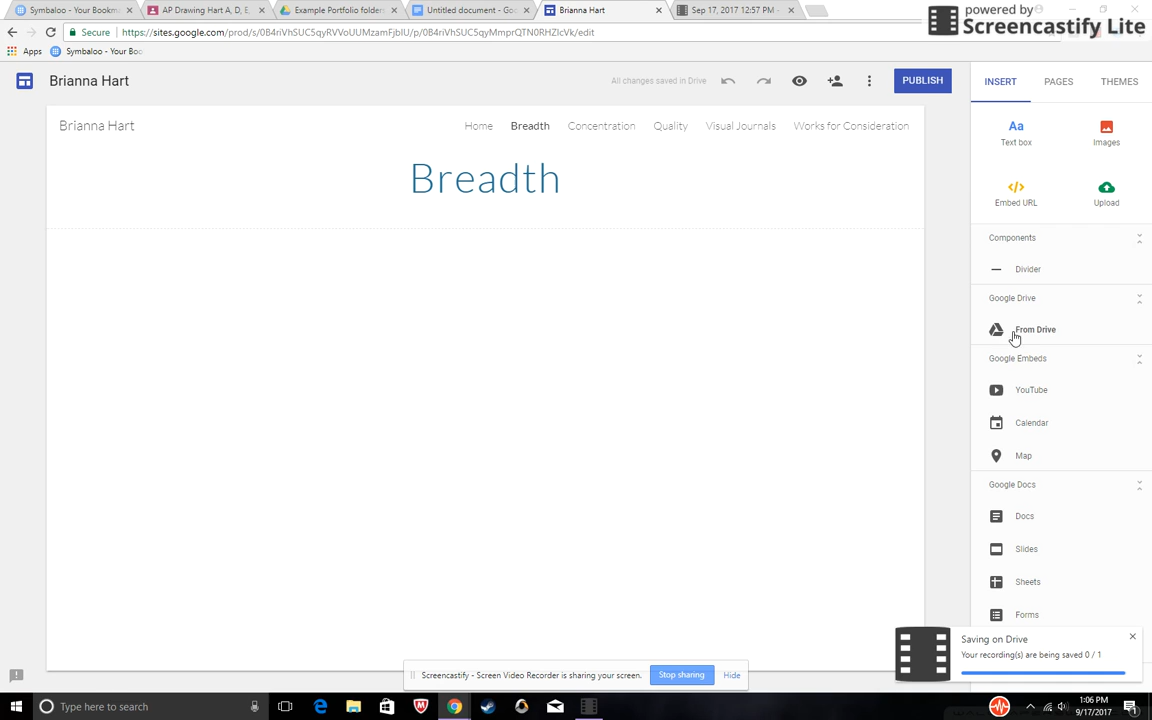 powered by
Screencastify Lite
Symbaloo - Your Bookma
AP Drawing Hart A, D, E,
Example Portfolio folders
Untitled document - Goo
Brianna Hart
Sep 17, 2017 12:57 PM -
Secure
https://sites.google.com/prod/s/0B4riVhSUC5qyRVVoUUMzamFjblU/p/0B4riVhSUC5qyMmprQTN0RHZIcVk/edit
Apps
Symbaloo - Your Boo
Brianna Hart
All changes saved in Drive
PUBLISH
INSERT
PAGES
THEMES
Brianna Hart
Home
Breadth
Concentration
Quality
Visual Journals
Works for Consideration
Breadth
Aa
Text box
Images
Embed URL
Upload
Components
Divider
Google Drive
From Drive
Google Embeds
YouTube
Calendar
Map
Google Docs
Docs
Slides
Sheets
Forms
Saving on Drive
Your recording(s) are being saved 0 / 1
Screencastify - Screen Video Recorder is sharing your screen.
Stop sharing
Hide
Type here to search
1:06 PM
9/17/2017